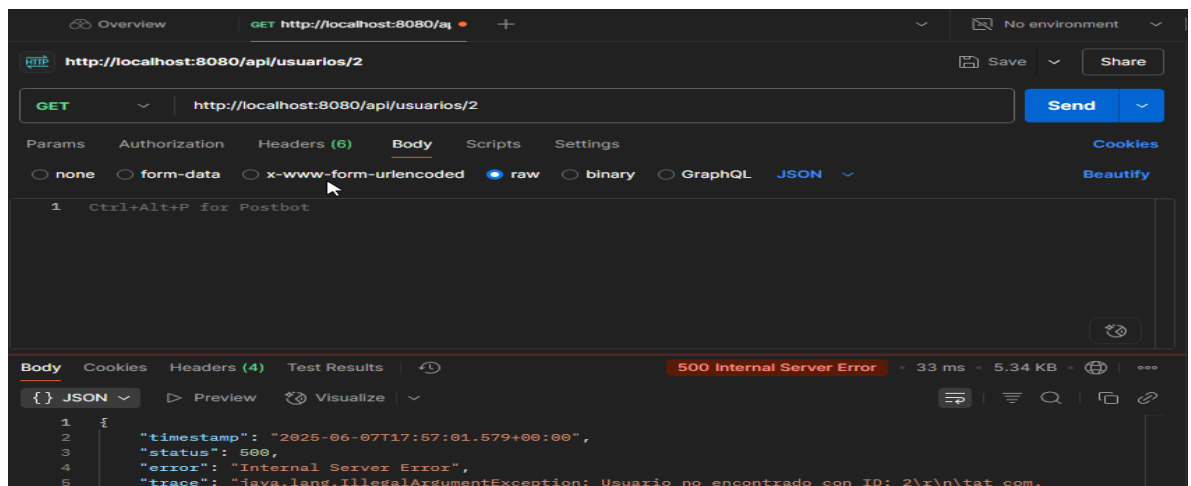 Overview GET http://localhost:8080/a No environment
HTTP http://localhost:8080/api/usuarios/2 Save Share
GET http://localhost:8080/api/usuarios/2 Send
Params Authorization Headers (6) Body Scripts Settings Cookies
none form-data x-www-form-urlencoded raw binary GraphQL JSON Beautify
1 Ctrl+Alt+P for Postbot
Body Cookies Headers (4) Test Results 500 Internal Server Error 33 ms 5.34 KB
{ } JSON Preview Visualize
1 {
2 "timestamp": "2025-06-07T17:57:01.579+00:00",
3 "status": 500,
4 "error": "Internal Server Error",
5 "trace": "java.lang.IllegalArgumentException: Usuario no encontrado con ID: 2\r\n\tat com.